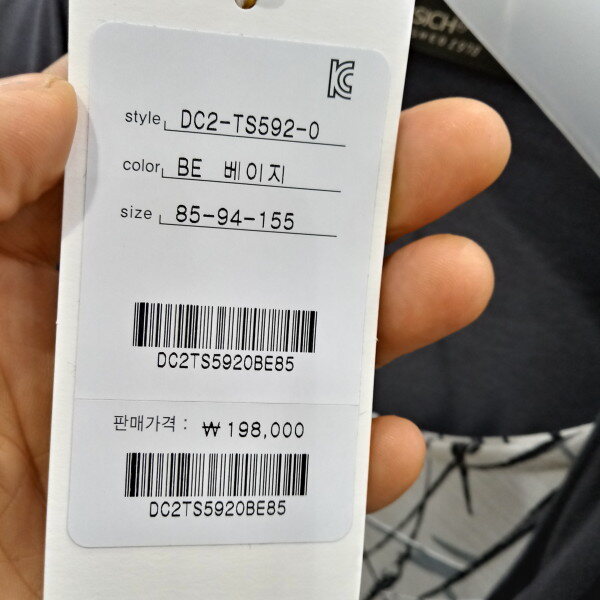 SICH
style DC2-TS592-0
color BE 베이지
size 85-94-155
DC2TS5920BE85
판매가격 : ₩ 198,000
DC2TS5920BE85